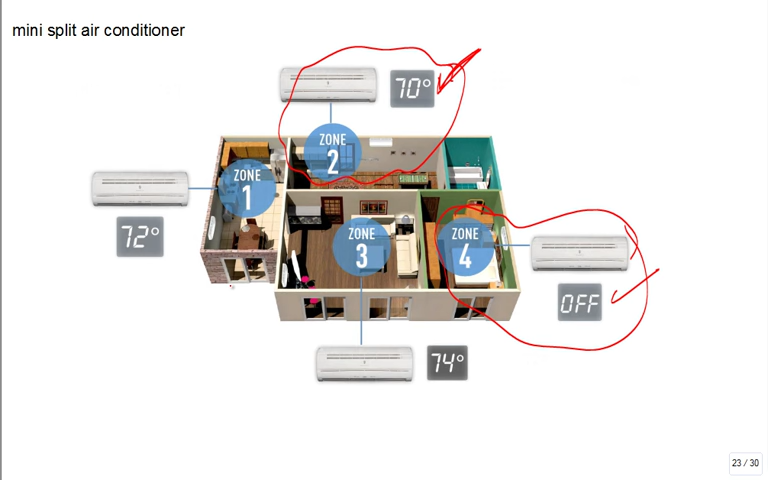 mini split air conditioner
70°
ZONE
2
ZONE
1
72°
ZONE
3
ZONE
4
OFF
74°
23 / 30